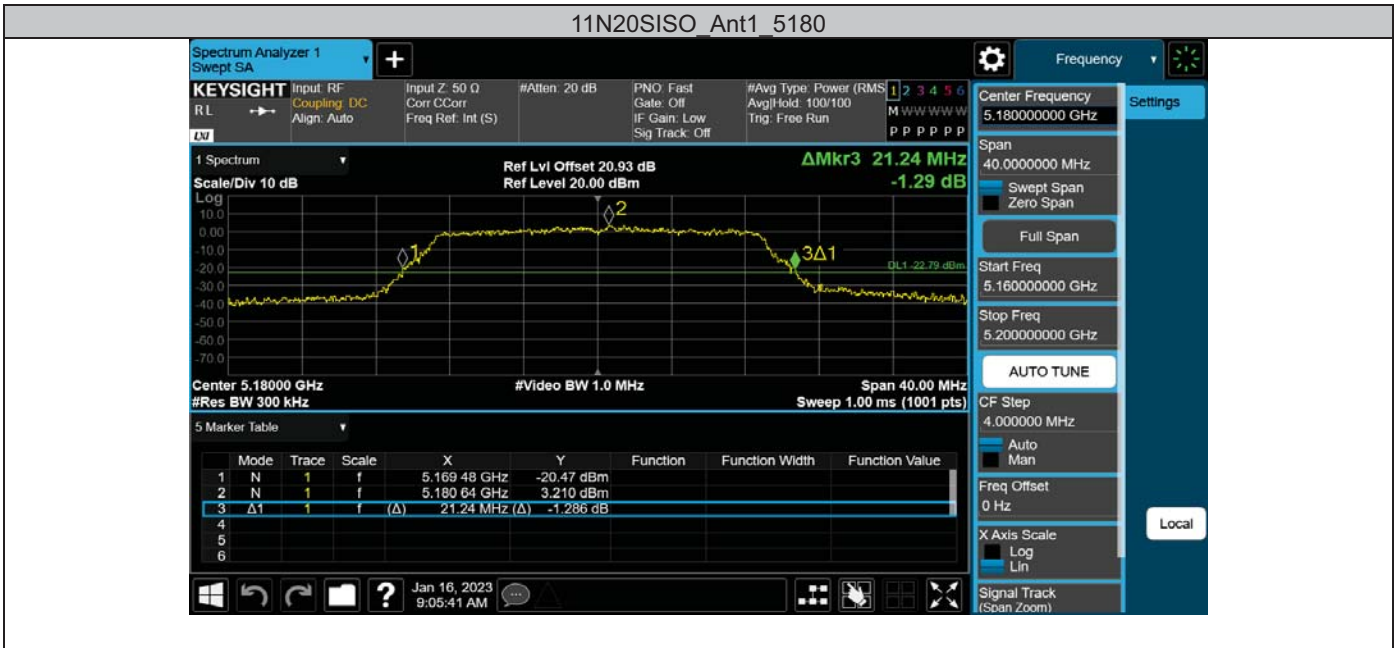 11N20SISO_Ant1_5180
Spectrum Analyzer 1
Swept SA
+
Frequency
KEYSIGHT
RL
LXI
Input: RF
Coupling: DC
Align: Auto
Input Z: 50 Ω
Corr CCorr
Freq Ref: Int (S)
#Atten: 20 dB
PNO: Fast
Gate: Off
IF Gain: Low
Sig Track: Off
#Avg Type: Power (RMS
Avg|Hold: 100/100
Trig: Free Run
1 2 3 4 5 6
M W W W W W
P P P P P P
1 Spectrum
Scale/Div 10 dB
Ref Lvl Offset 20.93 dB
Ref Level 20.00 dBm
ΔMkr3 21.24 MHz
-1.29 dB
Log
10.0
0.00
-10.0
-20.0
-30.0
-40.0
-50.0
-60.0
-70.0
1
2
3Δ1
DL1 -22.79 dBm
Center 5.18000 GHz
#Res BW 300 kHz
#Video BW 1.0 MHz
Span 40.00 MHz
Sweep 1.00 ms (1001 pts)
5 Marker Table
Mode Trace Scale X Y Function Function Width Function Value
1 N 1 f 5.169 48 GHz -20.47 dBm
2 N 1 f 5.180 64 GHz 3.210 dBm
3 Δ1 1 f (Δ) 21.24 MHz (Δ) -1.286 dB
4
5
6
?
Jan 16, 2023
9:05:41 AM
Center Frequency
5.180000000 GHz
Span
40.0000000 MHz
Swept Span
Zero Span
Full Span
Start Freq
5.160000000 GHz
Stop Freq
5.200000000 GHz
AUTO TUNE
CF Step
4.000000 MHz
Auto
Man
Freq Offset
0 Hz
X Axis Scale
Log
Lin
Signal Track
(Span Zoom)
Settings
Local